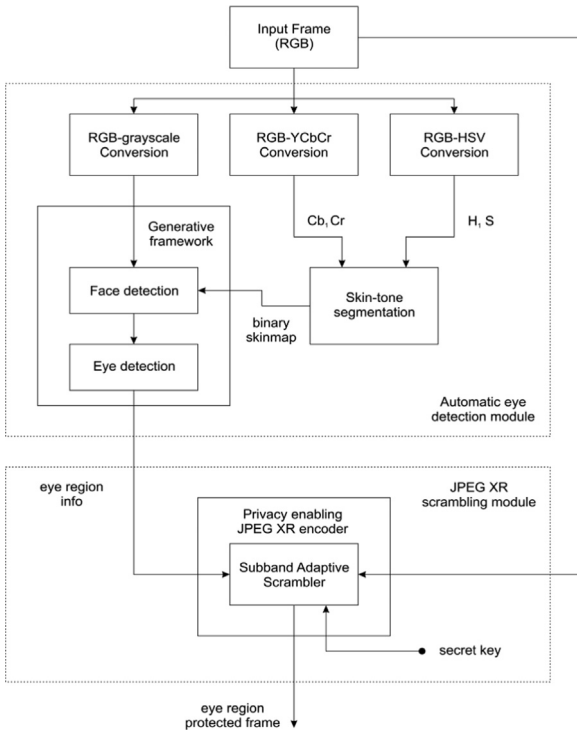 Input Frame
(RGB)
RGB-grayscale
Conversion
RGB-YCbCr
Conversion
RGB-HSV
Conversion
Generative
framework
Cb, Cr
H, S
Face detection
Skin-tone
segmentation
binary
skinmap
Eye detection
Automatic eye
detection module
eye region
info
JPEG XR
scrambling module
Privacy enabling
JPEG XR encoder
Subband Adaptive
Scrambler
secret key
eye region
protected frame